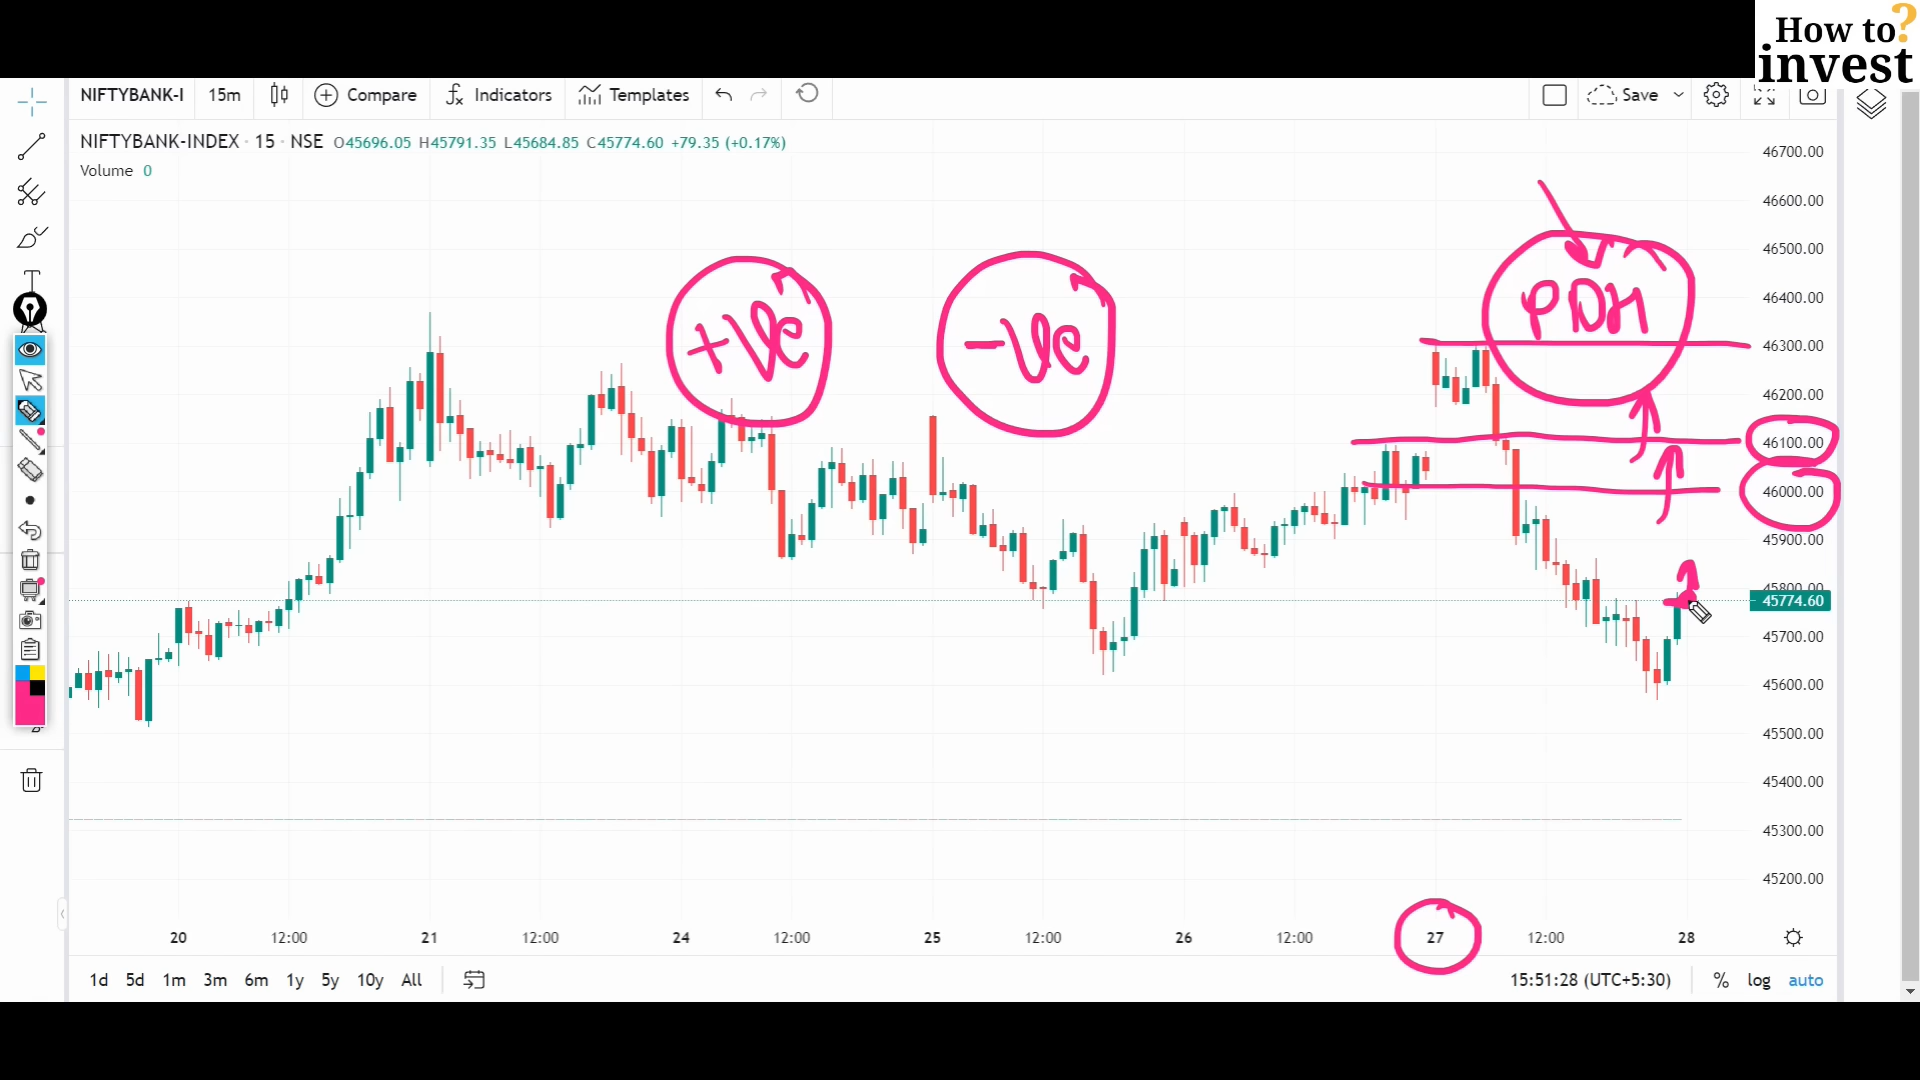 How to?
invest
NIFTYBANK-I 15m Compare Indicators Templates Save
NIFTYBANK-INDEX · 15 · NSE O45696.05 H45791.35 L45684.85 C45774.60 +79.35 (+0.17%)
Volume 0
46700.00
46600.00
46500.00
46400.00
46300.00
46200.00
46100.00
46000.00
45900.00
45800.00
45774.60
45700.00
45600.00
45500.00
45400.00
45300.00
45200.00
+Ve
-Ve
PDH
20 12:00 21 12:00 24 12:00 25 12:00 26 12:00 27 12:00 28
1d 5d 1m 3m 6m 1y 5y 10y All 15:51:28 (UTC+5:30) % log auto